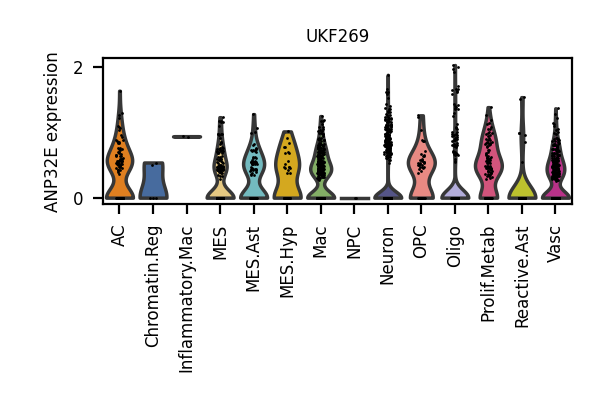 UKF269
ANP32E expression
2
0
AC
Chromatin.Reg
Inflammatory.Mac
MES
MES.Ast
MES.Hyp
Mac
NPC
Neuron
OPC
Oligo
Prolif.Metab
Reactive.Ast
Vasc